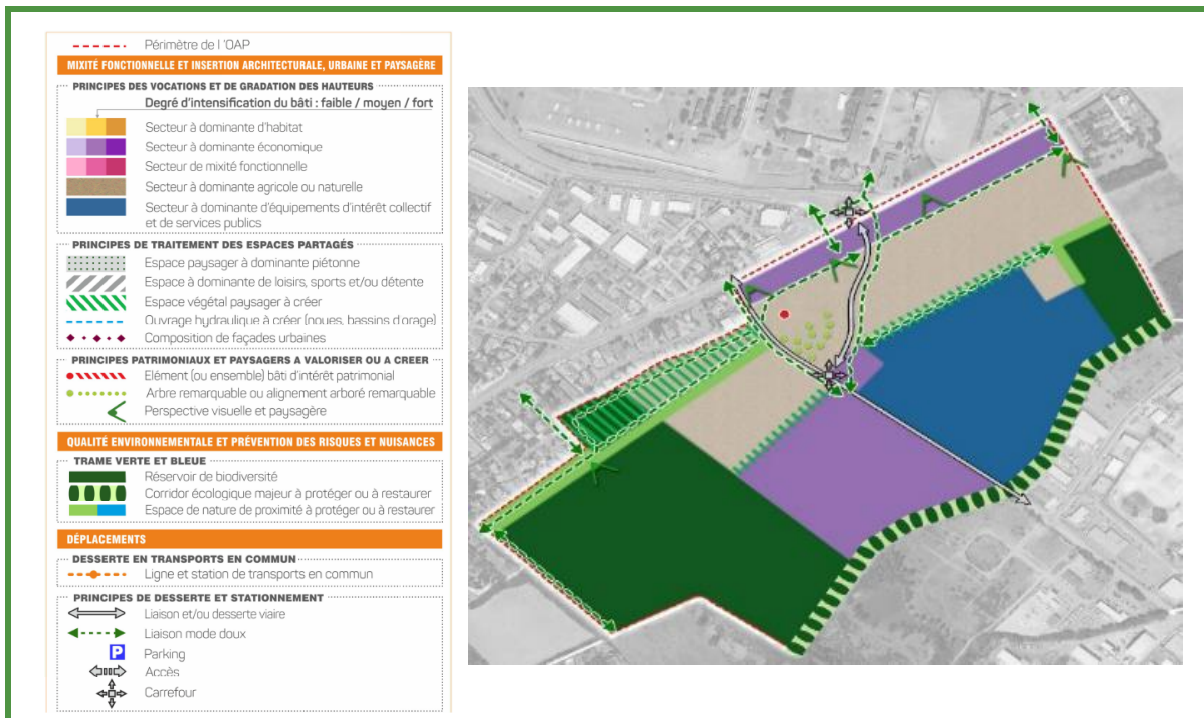 Périmètre de l 'OAP
MIXITÉ FONCTIONNELLE ET INSERTION ARCHITECTURALE, URBAINE ET PAYSAGÈRE
PRINCIPES DES VOCATIONS ET DE GRADATION DES HAUTEURS
Degré d'intensification du bâti : faible / moyen / fort
Secteur à dominante d'habitat
Secteur à dominante économique
Secteur de mixité fonctionnelle
Secteur à dominante agricole ou naturelle
Secteur à dominante d'équipements d'intérêt collectif
et de services publics
PRINCIPES DE TRAITEMENT DES ESPACES PARTAGÉS
Espace paysager à dominante piétonne
Espace à dominante de loisirs, sports et/ou détente
Espace végétal paysager à créer
Ouvrage hydraulique à créer (noues, bassins d'orage)
Composition de façades urbaines
PRINCIPES PATRIMONIAUX ET PAYSAGERS A VALORISER OU A CREER
Elément (ou ensemble) bâti d'intérêt patrimonial
Arbre remarquable ou alignement arboré remarquable
Perspective visuelle et paysagère
QUALITÉ ENVIRONNEMENTALE ET PRÉVENTION DES RISQUES ET NUISANCES
TRAME VERTE ET BLEUE
Réservoir de biodiversité
Corridor écologique majeur à protéger ou à restaurer
Espace de nature de proximité à protéger ou à restaurer
DÉPLACEMENTS
DESSERTE EN TRANSPORTS EN COMMUN
Ligne et station de transports en commun
PRINCIPES DE DESSERTE ET STATIONNEMENT
Liaison et/ou desserte viaire
Liaison mode doux
P Parking
Accès
Carrefour